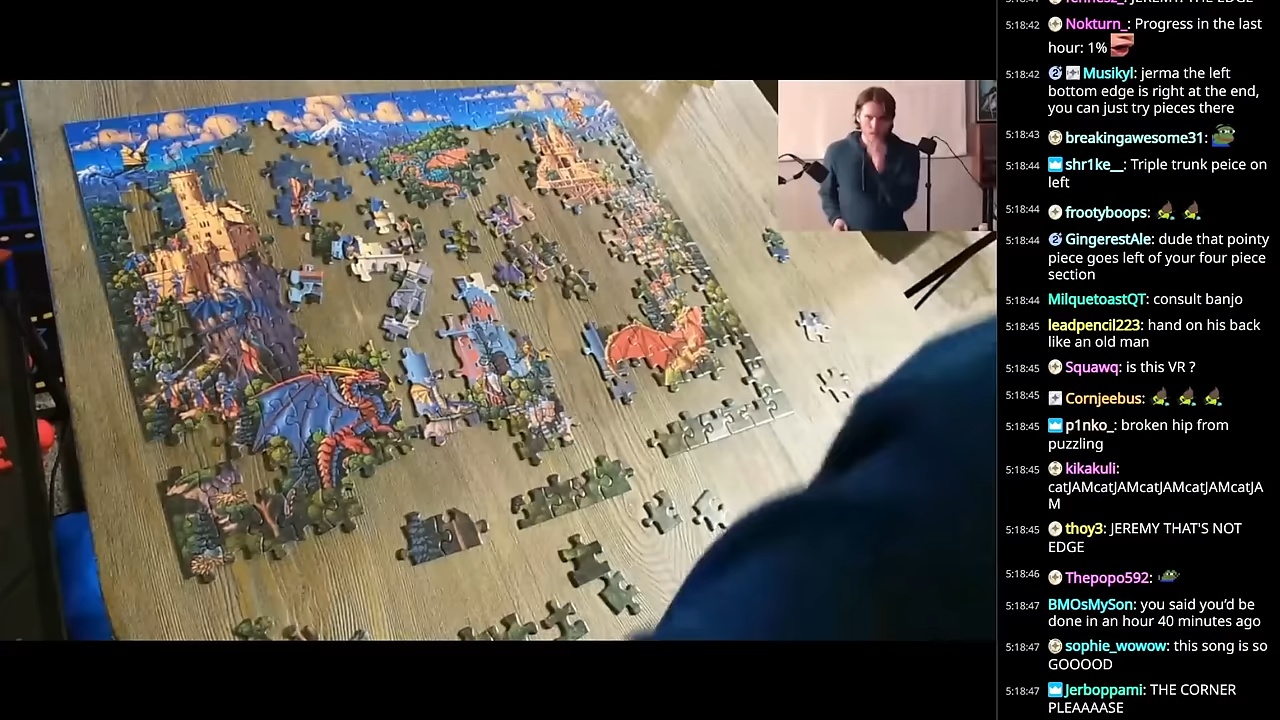 5:18:42 Nokturn_: Progress in the last
hour: 1%
5:18:42 Musikyl: jerma the left
bottom edge is right at the end,
you can just try pieces there
5:18:43 breakingawesome31:
5:18:44 shr1ke__: Triple trunk peice on
left
5:18:44 frootyboops:
5:18:44 GingerestAle: dude that pointy
piece goes left of your four piece
section
5:18:44 MilquetoastQT: consult banjo
5:18:45 leadpencil223: hand on his back
like an old man
5:18:45 Squawq: is this VR ?
5:18:45 Cornjeebus:
5:18:45 p1nko_: broken hip from
puzzling
5:18:45 kikakuli:
catJAMcatJAMcatJAMcatJAMcatJA
M
5:18:45 thoy3: JEREMY THAT'S NOT
EDGE
5:18:46 Thepopo592:
5:18:47 BMOsMySon: you said you’d be
done in an hour 40 minutes ago
5:18:47 sophie_wowow: this song is so
GOOOOD
5:18:47 Jerboppami: THE CORNER
PLEAAAASE